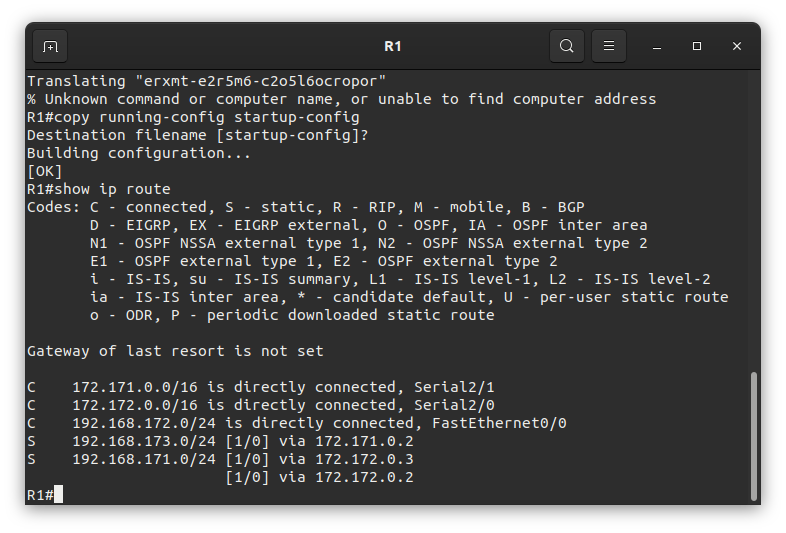 R1
Translating "erxmt-e2r5m6-c2o5l6ocropor"
% Unknown command or computer name, or unable to find computer address
R1#copy running-config startup-config
Destination filename [startup-config]?
Building configuration...
[OK]
R1#show ip route
Codes: C - connected, S - static, R - RIP, M - mobile, B - BGP
       D - EIGRP, EX - EIGRP external, O - OSPF, IA - OSPF inter area
       N1 - OSPF NSSA external type 1, N2 - OSPF NSSA external type 2
       E1 - OSPF external type 1, E2 - OSPF external type 2
       i - IS-IS, su - IS-IS summary, L1 - IS-IS level-1, L2 - IS-IS level-2
       ia - IS-IS inter area, * - candidate default, U - per-user static route
       o - ODR, P - periodic downloaded static route
Gateway of last resort is not set
C    172.171.0.0/16 is directly connected, Serial2/1
C    172.172.0.0/16 is directly connected, Serial2/0
C    192.168.172.0/24 is directly connected, FastEthernet0/0
S    192.168.173.0/24 [1/0] via 172.171.0.2
S    192.168.171.0/24 [1/0] via 172.172.0.3
                      [1/0] via 172.172.0.2
R1#